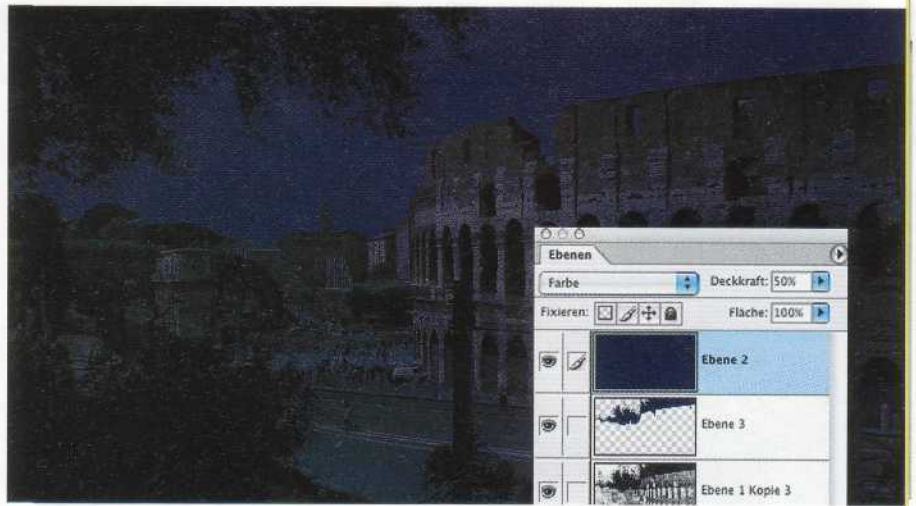 Ebenen
Farbe Deckkraft: 50%
Fixieren: Fläche: 100%
Ebene 2
Ebene 3
Ebene 1 Kopie 3